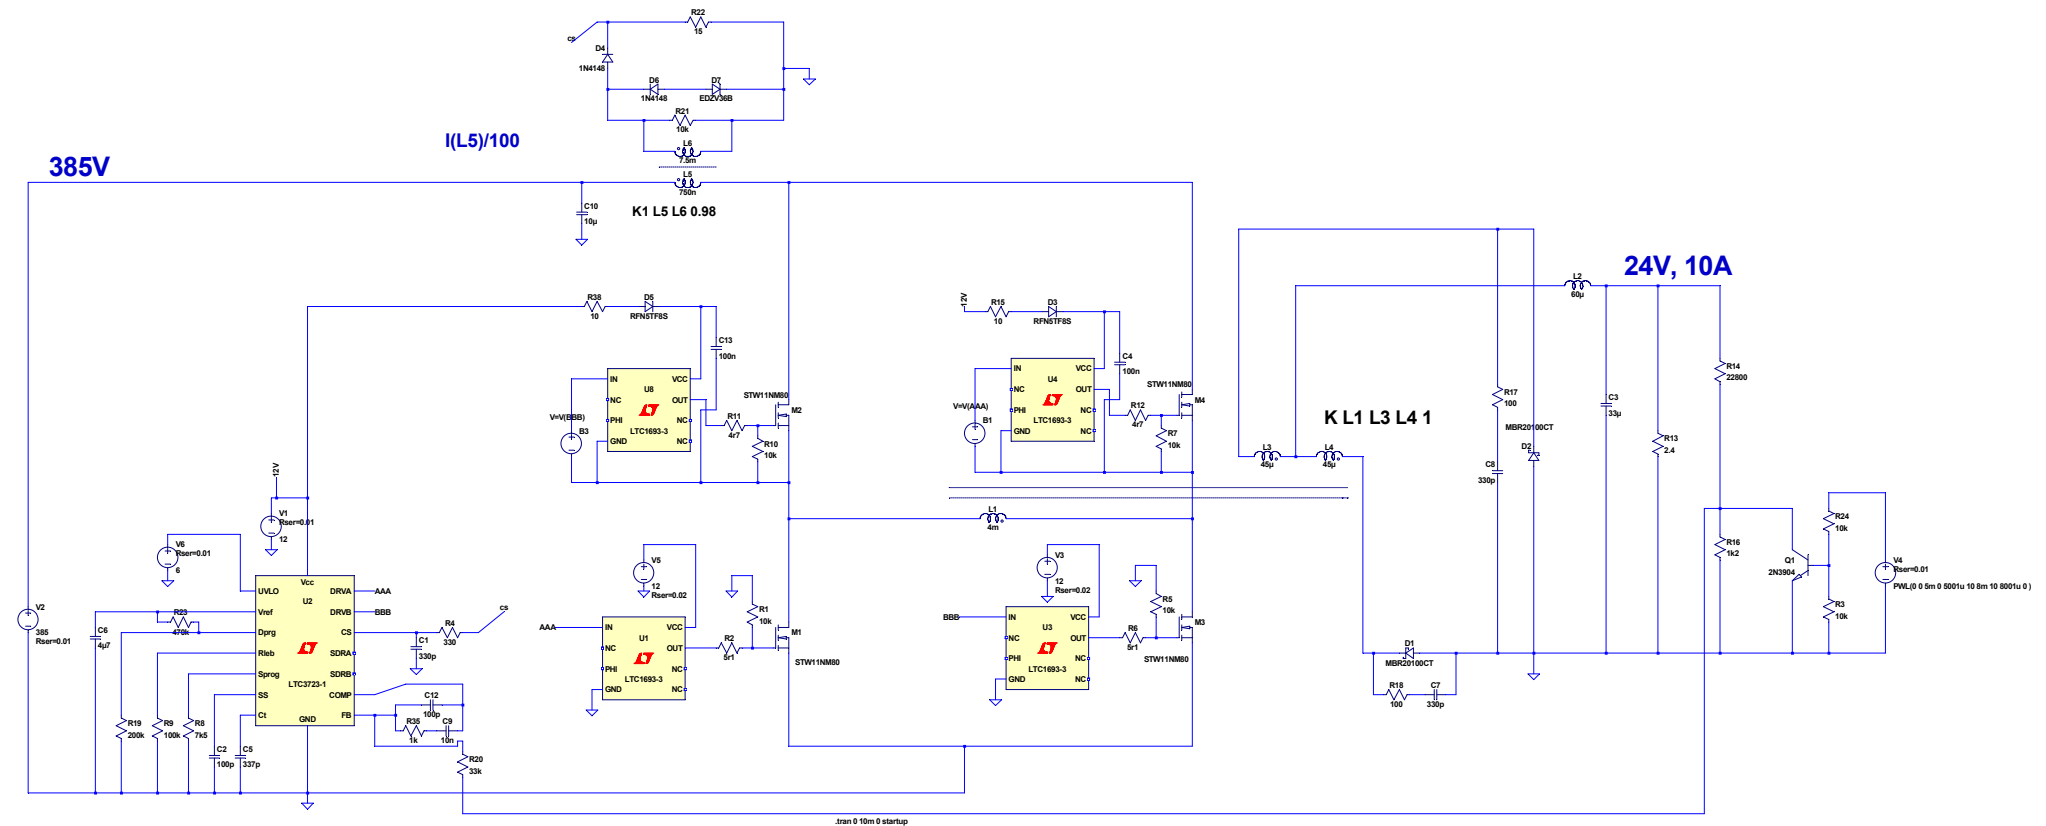 R22
15
cs
D4
1N4148
D6
1N4148
D7
EDZV36B
R21
10k
I(L5)/100
L6
7.5m
385V
L5
750n
K1 L5 L6 0.98
C10
10µ
24V, 10A
L2
60µ
R38
10
D5
RFN5TF8S
12V
R15
10
D3
RFN5TF8S
C13
100n
C4
100n
IN
VCC
U8
NC
OUT
PHI
NC
LTC1693-3
GND
NC
V=V(BBB)
B3
STW11NM80
M2
R11
4r7
R10
10k
IN
VCC
U4
NC
OUT
PHI
NC
LTC1693-3
GND
NC
V=V(AAA)
B1
STW11NM80
M4
R12
4r7
R7
10k
K L1 L3 L4 1
R14
22800
R17
100
C3
33µ
MBR20100CT
D2
R13
2.4
L3
45µ
L4
45µ
C8
330p
12V
V1
Rser=0.01
12
L1
4m
V6
Rser=0.01
6
V5
12
Rser=0.02
V3
12
Rser=0.02
R24
10k
R16
1k2
Q1
2N3904
V4
Rser=0.01
PWL(0 0 5m 0 5001u 10 8m 10 8001u 0 )
R3
10k
V2
385
Rser=0.01
Vcc
U2
UVLO
DRVA
AAA
Vref
DRVB
BBB
Dprg
CS
Rleb
SDRA
Sprog
SDRB
LTC3723-1
SS
COMP
Ct
FB
GND
R23
470k
C6
4µ7
cs
R4
330
C1
330p
AAA
IN
VCC
U1
NC
OUT
PHI
NC
LTC1693-3
GND
NC
R1
10k
R2
5r1
M1
STW11NM80
BBB
IN
VCC
U3
NC
OUT
PHI
NC
LTC1693-3
GND
NC
R5
10k
R6
5r1
M3
STW11NM80
D1
MBR20100CT
R18
100
C7
330p
C12
100p
R35
1k
C9
10n
R19
200k
R9
100k
R8
7k5
C2
100p
C5
337p
R20
33k
.tran 0 10m 0 startup